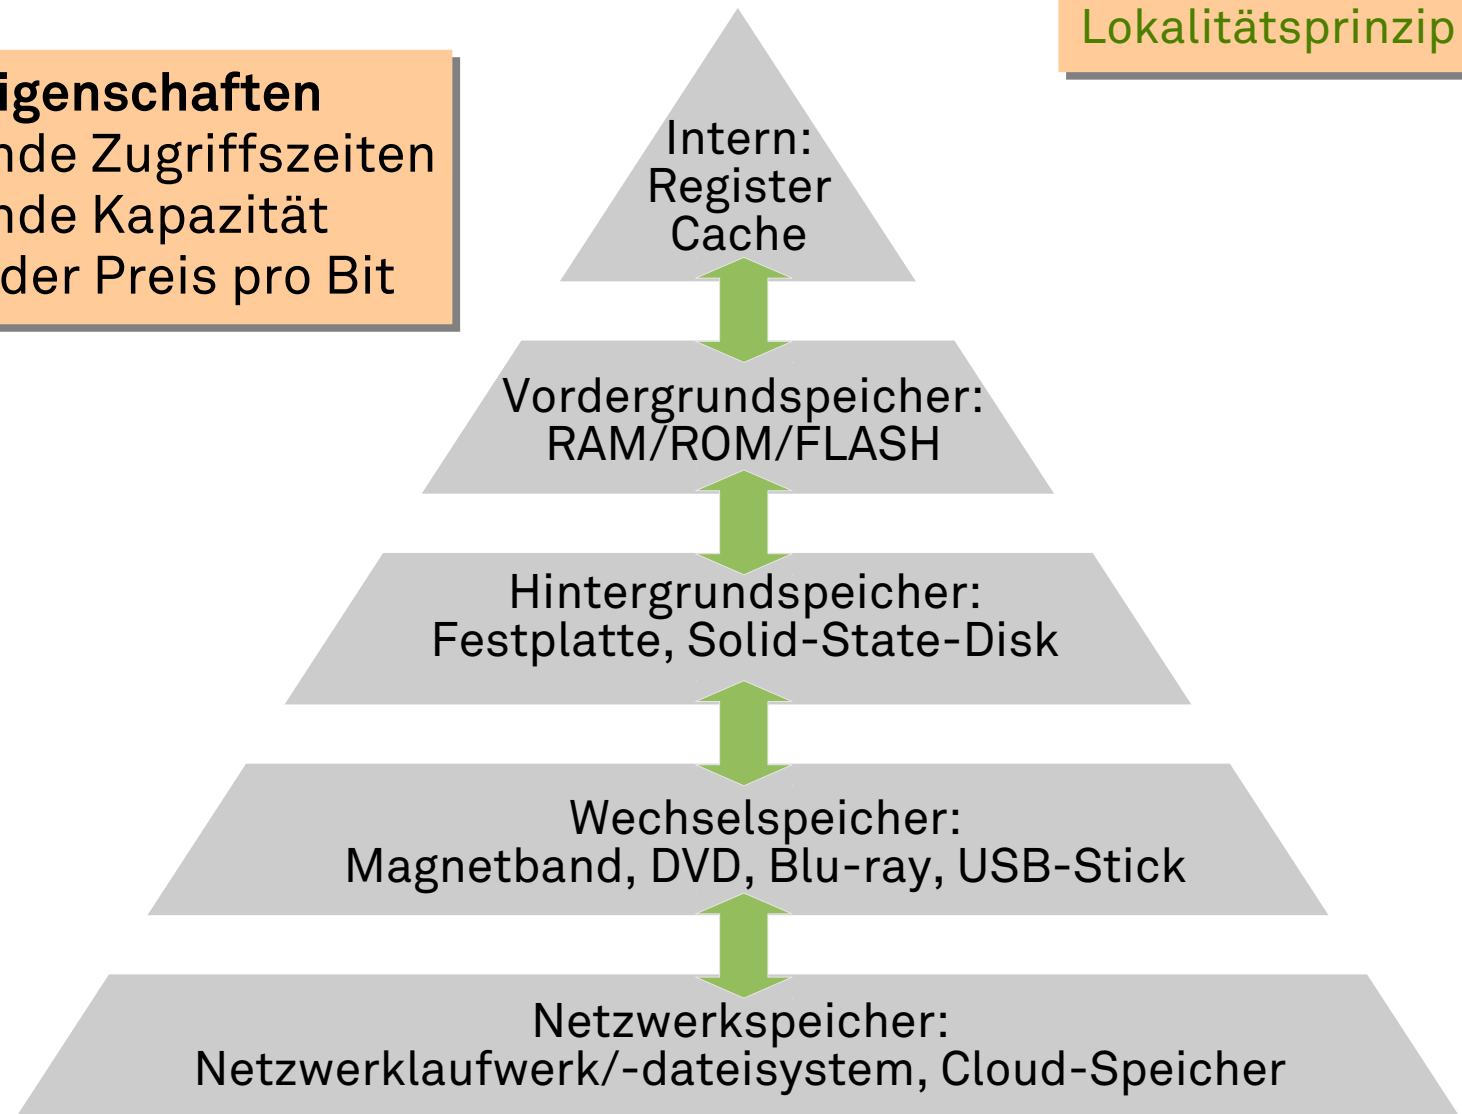 Lokalitätsprinzip
igenschaften
nde Zugriffszeiten
nde Kapazität
der Preis pro Bit
Intern:
Register
Cache
Vordergrundspeicher:
RAM/ROM/FLASH
Hintergrundspeicher:
Festplatte, Solid-State-Disk
Wechselspeicher:
Magnetband, DVD, Blu-ray, USB-Stick
Netzwerkspeicher:
Netzwerklaufwerk/-dateisystem, Cloud-Speicher